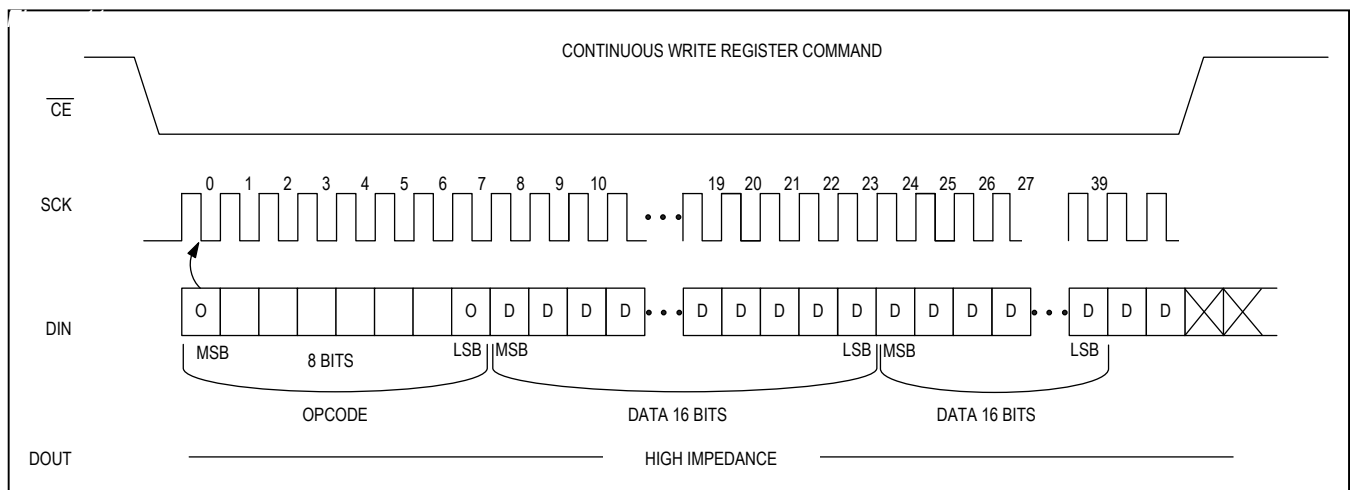 CONTINUOUS WRITE REGISTER COMMAND
CE
SCK
0 1 2 3 4 5 6 7 8 9 10 19 20 21 22 23 24 25 26 27 39
DIN
O O D D D D D D D D D D D D D D D D
MSB 8 BITS LSB MSB LSB MSB LSB
OPCODE DATA 16 BITS DATA 16 BITS
DOUT HIGH IMPEDANCE